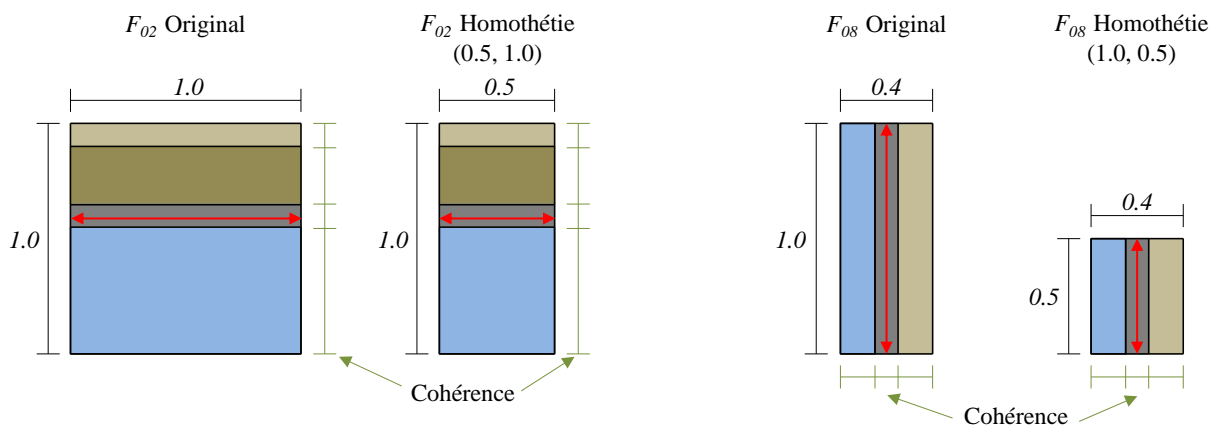 F02 Original
F02 Homothétie
(0.5, 1.0)
F08 Original
F08 Homothétie
(1.0, 0.5)
1.0
0.5
0.4
1.0
1.0
1.0
0.4
0.5
Cohérence
Cohérence